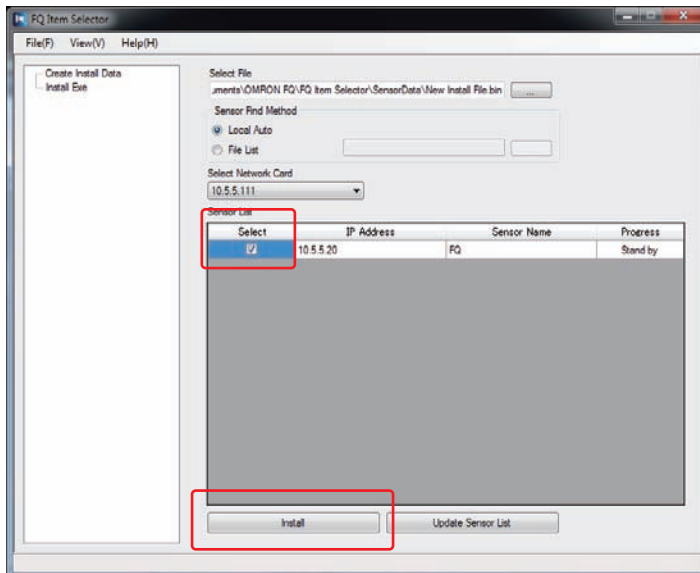 FQ Item Selector
File(F) View(V) Help(H)
Create Install Data
Install Exe
Select File
uments\OMRON FQ\FQ Item Selector\SensorData\New Install File.bin ...
Sensor Find Method
Local Auto
File List
Select Network Card
10.5.5.111
Sensor List
Select IP Address Sensor Name Progress
10.5.5.20 FQ Stand by
Install Update Sensor List